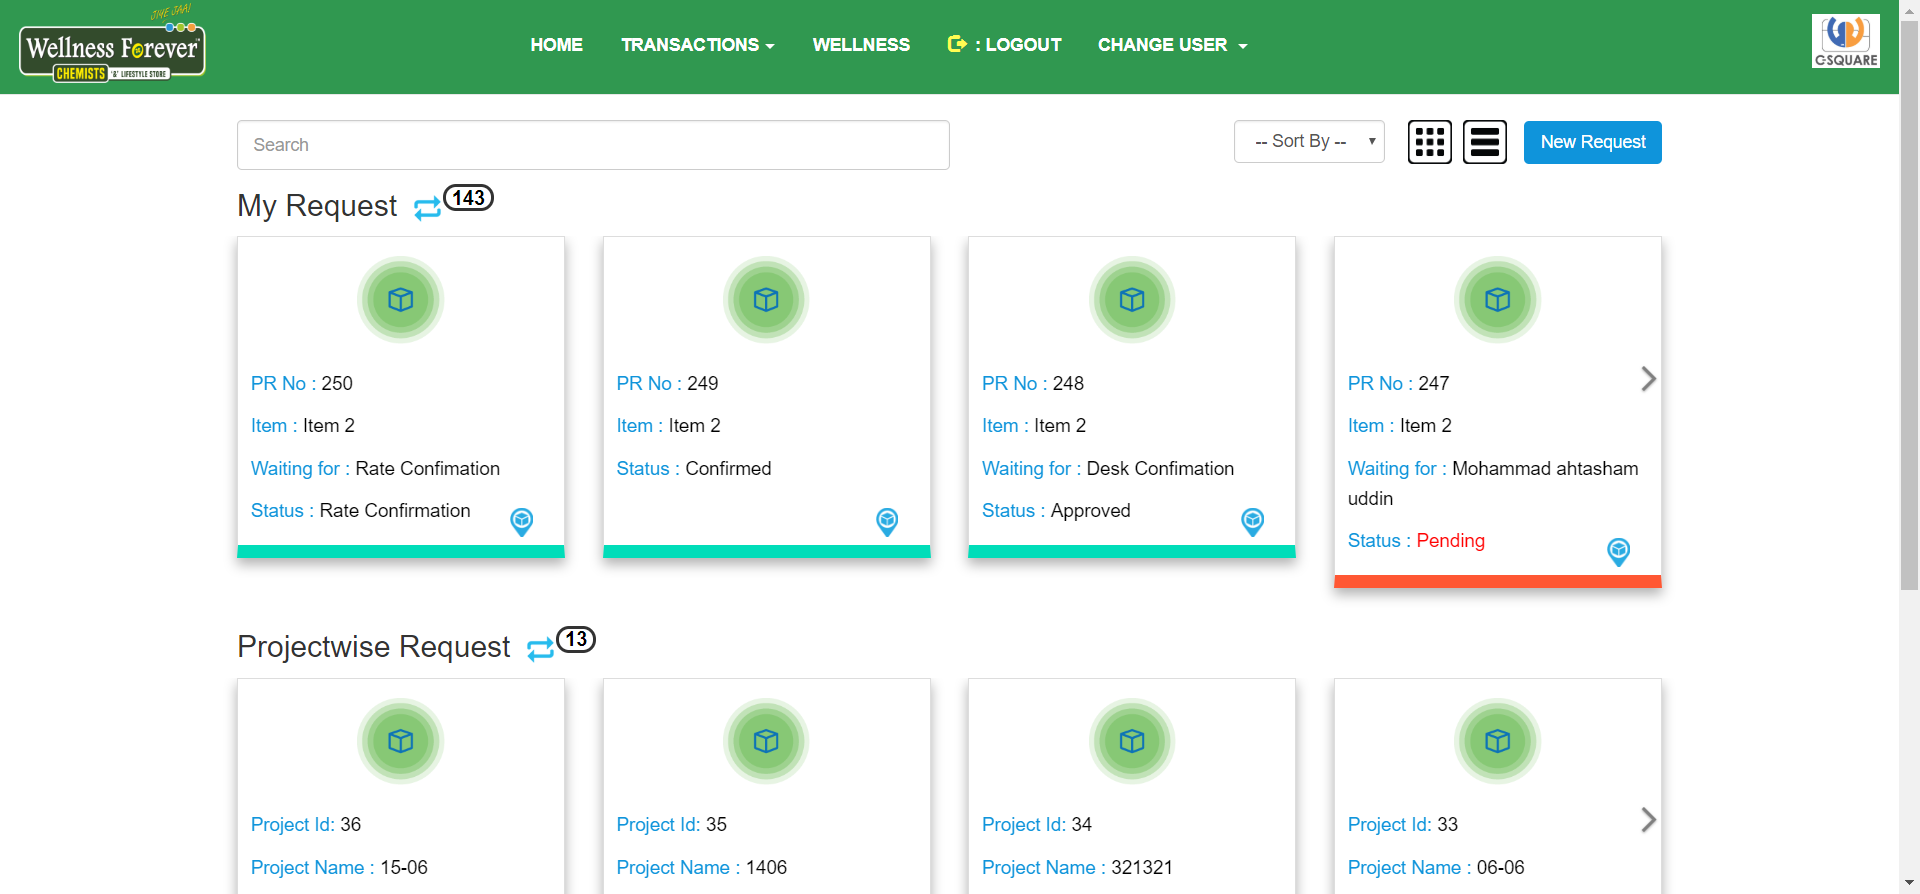 JIYE JAAI
Wellness Forever
CHEMISTS '&' LIFESTYLE STORE
HOME
TRANSACTIONS
WELLNESS
: LOGOUT
CHANGE USER
C-SQUARE
Search
-- Sort By --
New Request
My Request 143
PR No : 250
Item : Item 2
Waiting for : Rate Confimation
Status : Rate Confirmation
PR No : 249
Item : Item 2
Status : Confirmed
PR No : 248
Item : Item 2
Waiting for : Desk Confimation
Status : Approved
PR No : 247
Item : Item 2
Waiting for : Mohammad ahtasham
uddin
Status : Pending
Projectwise Request 13
Project Id: 36
Project Name : 15-06
Project Id: 35
Project Name : 1406
Project Id: 34
Project Name : 321321
Project Id: 33
Project Name : 06-06